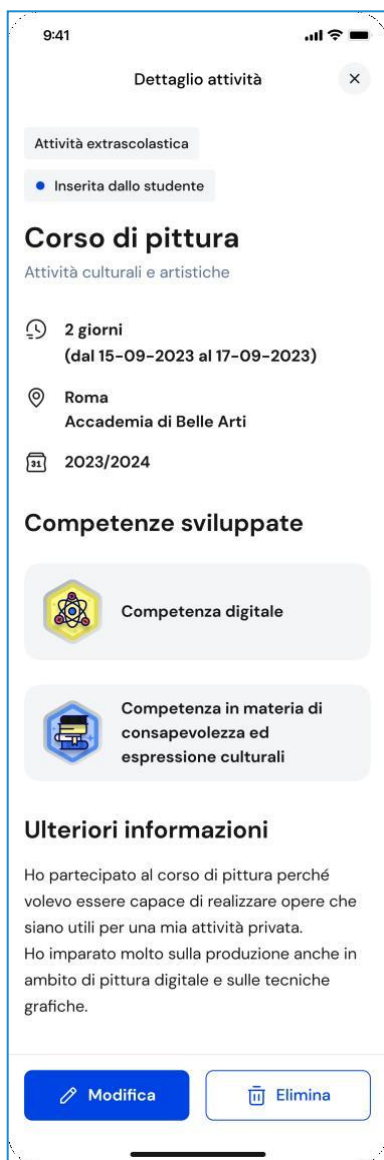 9:41
Dettaglio attività
Attività extrascolastica
Inserita dallo studente
Corso di pittura
Attività culturali e artistiche
2 giorni
(dal 15-09-2023 al 17-09-2023)
Roma
Accademia di Belle Arti
31
2023/2024
Competenze sviluppate
Competenza digitale
Competenza in materia di
consapevolezza ed
espressione culturali
Ulteriori informazioni
Ho partecipato al corso di pittura perché
volevo essere capace di realizzare opere che
siano utili per una mia attività privata.
Ho imparato molto sulla produzione anche in
ambito di pittura digitale e sulle tecniche
grafiche.
Modifica
Elimina